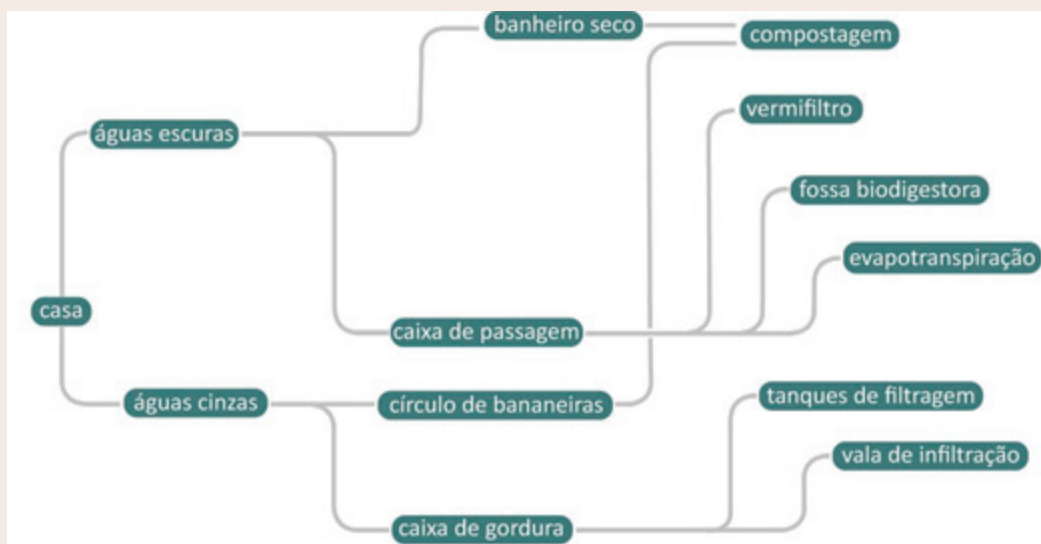 banheiro seco
compostagem
vermifiltro
águas escuras
fossa biodigestora
evapotranspiração
casa
caixa de passagem
tanques de filtragem
águas cinzas
círculo de bananeiras
vala de infiltração
caixa de gordura